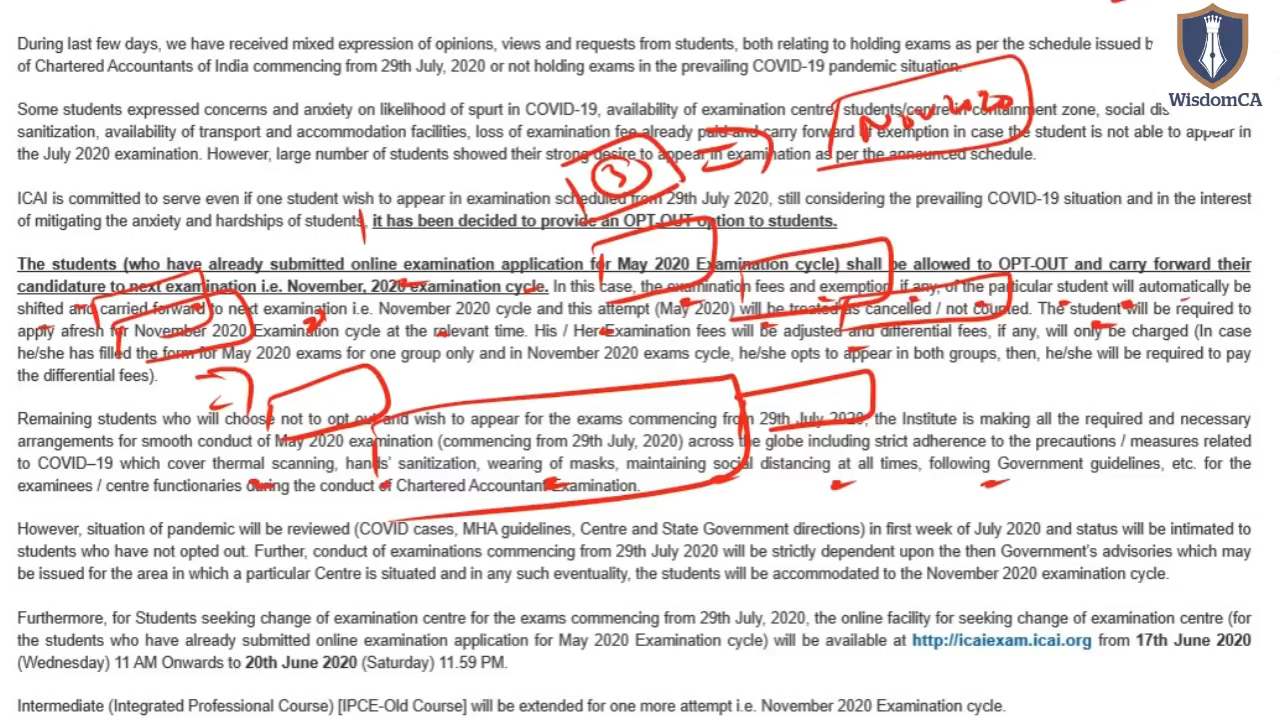 During last few days, we have received mixed expression of opinions, views and requests from students, both relating to holding exams as per the schedule issued
of Chartered Accountants of India commencing from 29th July, 2020 or not holding exams in the prevailing COVID-19 pandemic situation.
WisdomCA
Some students expressed concerns and anxiety on likelihood of spurt in COVID-19, availability of examination centre, students/centre in containment zone, social
sanitization, availability of transport and accommodation facilities, loss of examination fee already paid and carry forward of exemption in case the student is not able to appear in
the July 2020 examination. However, large number of students showed their strong desire to appear in examination as per the announced schedule.
Nov 2020
3
ICAI is committed to serve even if one student wish to appear in examination scheduled from 29th July 2020, still considering the prevailing COVID-19 situation and in the interest
of mitigating the anxiety and hardships of students, it has been decided to provide an OPT-OUT option to students.
The students (who have already submitted online examination application for May 2020 Examination cycle) shall be allowed to OPT-OUT and carry forward their
candidature to next examination i.e. November, 2020 examination cycle. In this case, the examination fees and exemption, if any, of the particular student will automatically be
shifted and carried forward to next examination i.e. November 2020 cycle and this attempt (May 2020) will be treated as cancelled / not counted. The student will be required to
apply afresh for November 2020 Examination cycle at the relevant time. His / Her Examination fees will be adjusted and differential fees, if any, will only be charged (In case
he/she has filled the form for May 2020 exams for one group only and in November 2020 exams cycle, he/she opts to appear in both groups, then, he/she will be required to pay
the differential fees).
Remaining students who will choose not to opt out and wish to appear for the exams commencing from 29th July 2020, the Institute is making all the required and necessary
arrangements for smooth conduct of May 2020 examination (commencing from 29th July, 2020) across the globe including strict adherence to the precautions / measures related
to COVID–19 which cover thermal scanning, hands' sanitization, wearing of masks, maintaining social distancing at all times, following Government guidelines, etc. for the
examinees / centre functionaries during the conduct of Chartered Accountant Examination.
However, situation of pandemic will be reviewed (COVID cases, MHA guidelines, Centre and State Government directions) in first week of July 2020 and status will be intimated to
students who have not opted out. Further, conduct of examinations commencing from 29th July 2020 will be strictly dependent upon the then Government's advisories which may
be issued for the area in which a particular Centre is situated and in any such eventuality, the students will be accommodated to the November 2020 examination cycle.
Furthermore, for Students seeking change of examination centre for the exams commencing from 29th July, 2020, the online facility for seeking change of examination centre (for
the students who have already submitted online examination application for May 2020 Examination cycle) will be available at http://icaiexam.icai.org from 17th June 2020
(Wednesday) 11 AM Onwards to 20th June 2020 (Saturday) 11.59 PM.
Intermediate (Integrated Professional Course) [IPCE-Old Course] will be extended for one more attempt i.e. November 2020 Examination cycle.